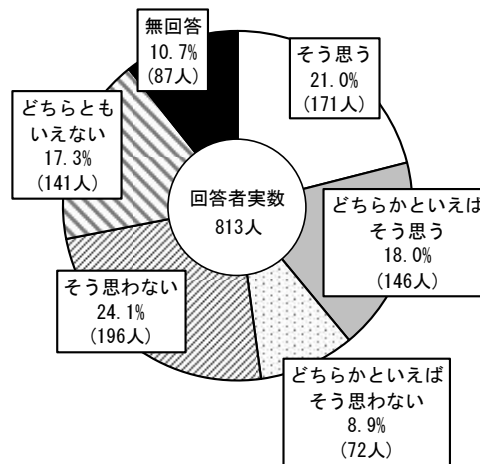 無回答
10.7%
(87人)
そう思う
21.0%
(171人)
どちらとも
いえない
17.3%
(141人)
回答者実数
813人
どちらかといえば
そう思う
18.0%
(146人)
そう思わない
24.1%
(196人)
どちらかといえば
そう思わない
8.9%
(72人)